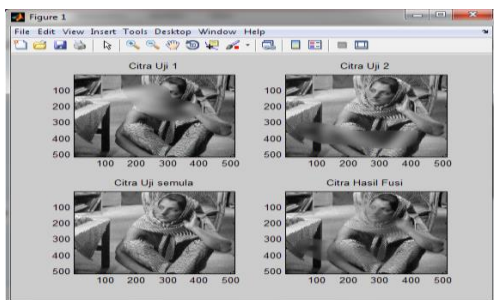 Figure 1
File Edit View Insert Tools Desktop Window Help
Citra Uji 1
100
200
300
400
500
100 200 300 400 500
Citra Uji 2
100
200
300
400
500
100 200 300 400 500
Citra Uji semula
100
200
300
400
500
100 200 300 400 500
Citra Hasil Fusi
100
200
300
400
500
100 200 300 400 500